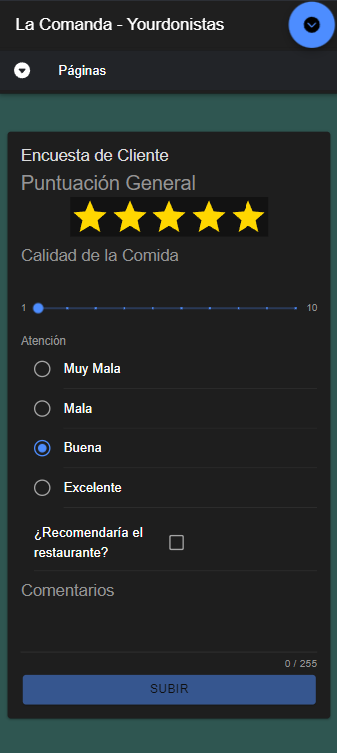 La Comanda - Yourdonistas
Páginas
Encuesta de Cliente
Puntuación General
Calidad de la Comida
1 10
Atención
Muy Mala
Mala
Buena
Excelente
¿Recomendaría el
restaurante?
Comentarios
0 / 255
SUBIR